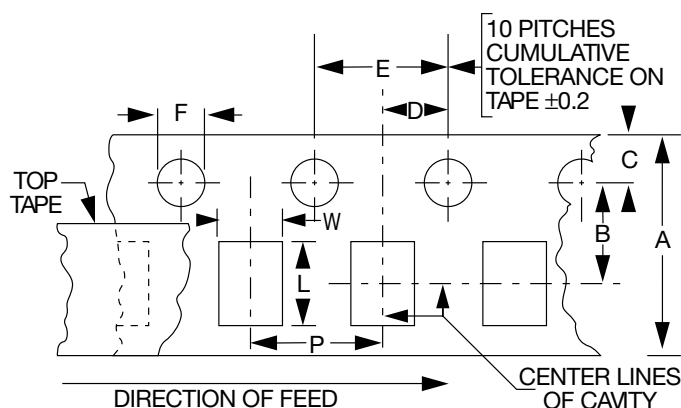 10 PITCHES
CUMULATIVE
TOLERANCE ON
TAPE ±0.2
E
F
D
C
TOP
TAPE
W
B
A
L
P
CENTER LINES
OF CAVITY
DIRECTION OF FEED